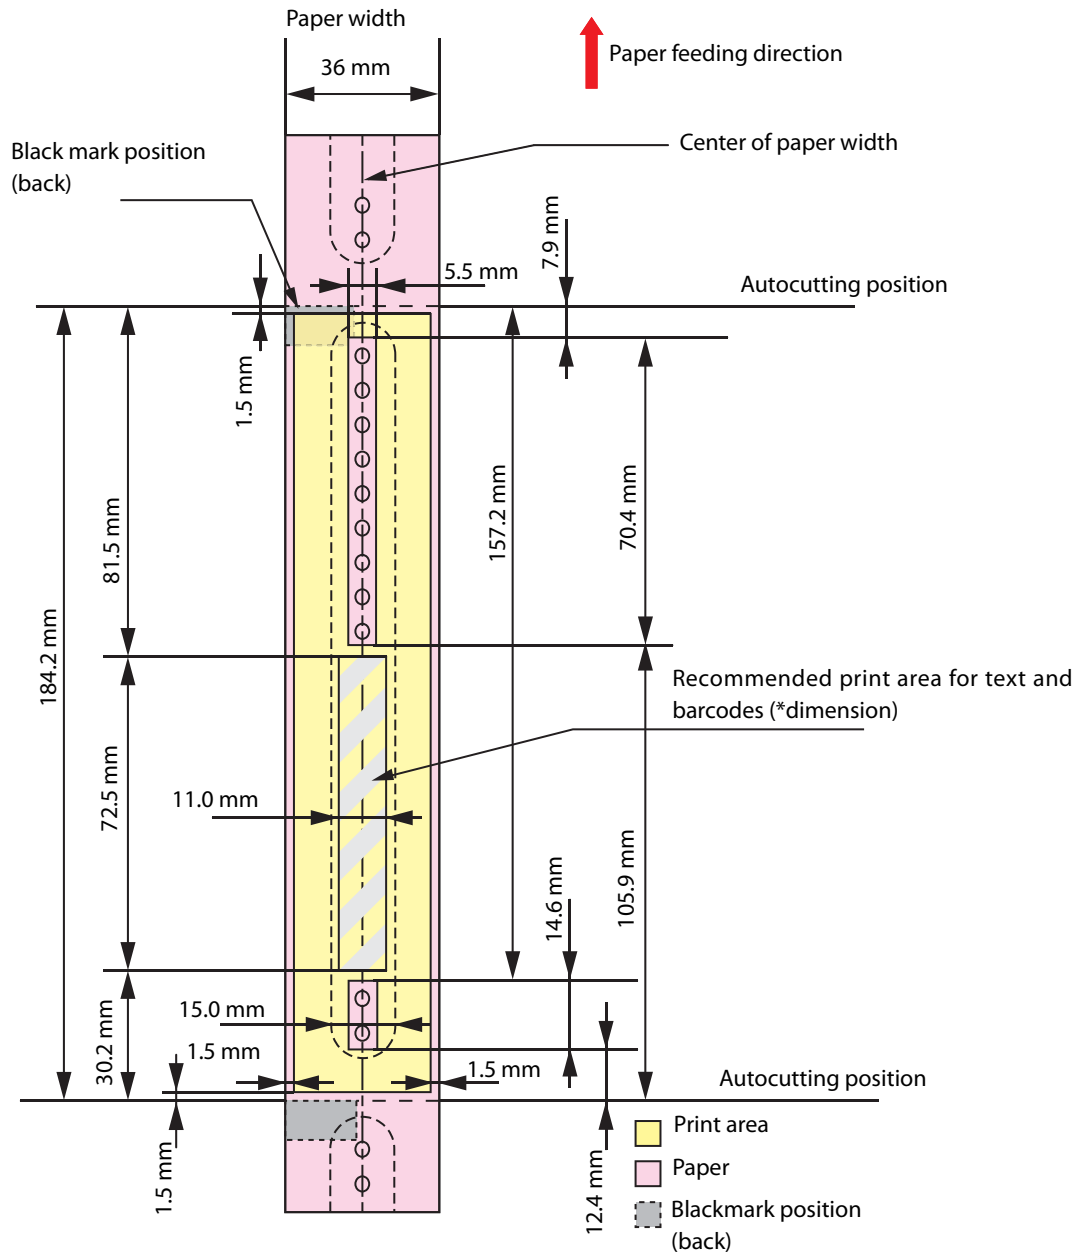 Paper width
36 mm
Paper feeding direction
Black mark position
(back)
Center of paper width
7.9 mm
5.5 mm
Autocutting position
1.5 mm
81.5 mm
157.2 mm
70.4 mm
184.2 mm
Recommended print area for text and
barcodes (*dimension)
72.5 mm
11.0 mm
105.9 mm
14.6 mm
15.0 mm
30.2 mm
1.5 mm
1.5 mm
Autocutting position
1.5 mm
12.4 mm
Print area
Paper
Blackmark position
(back)